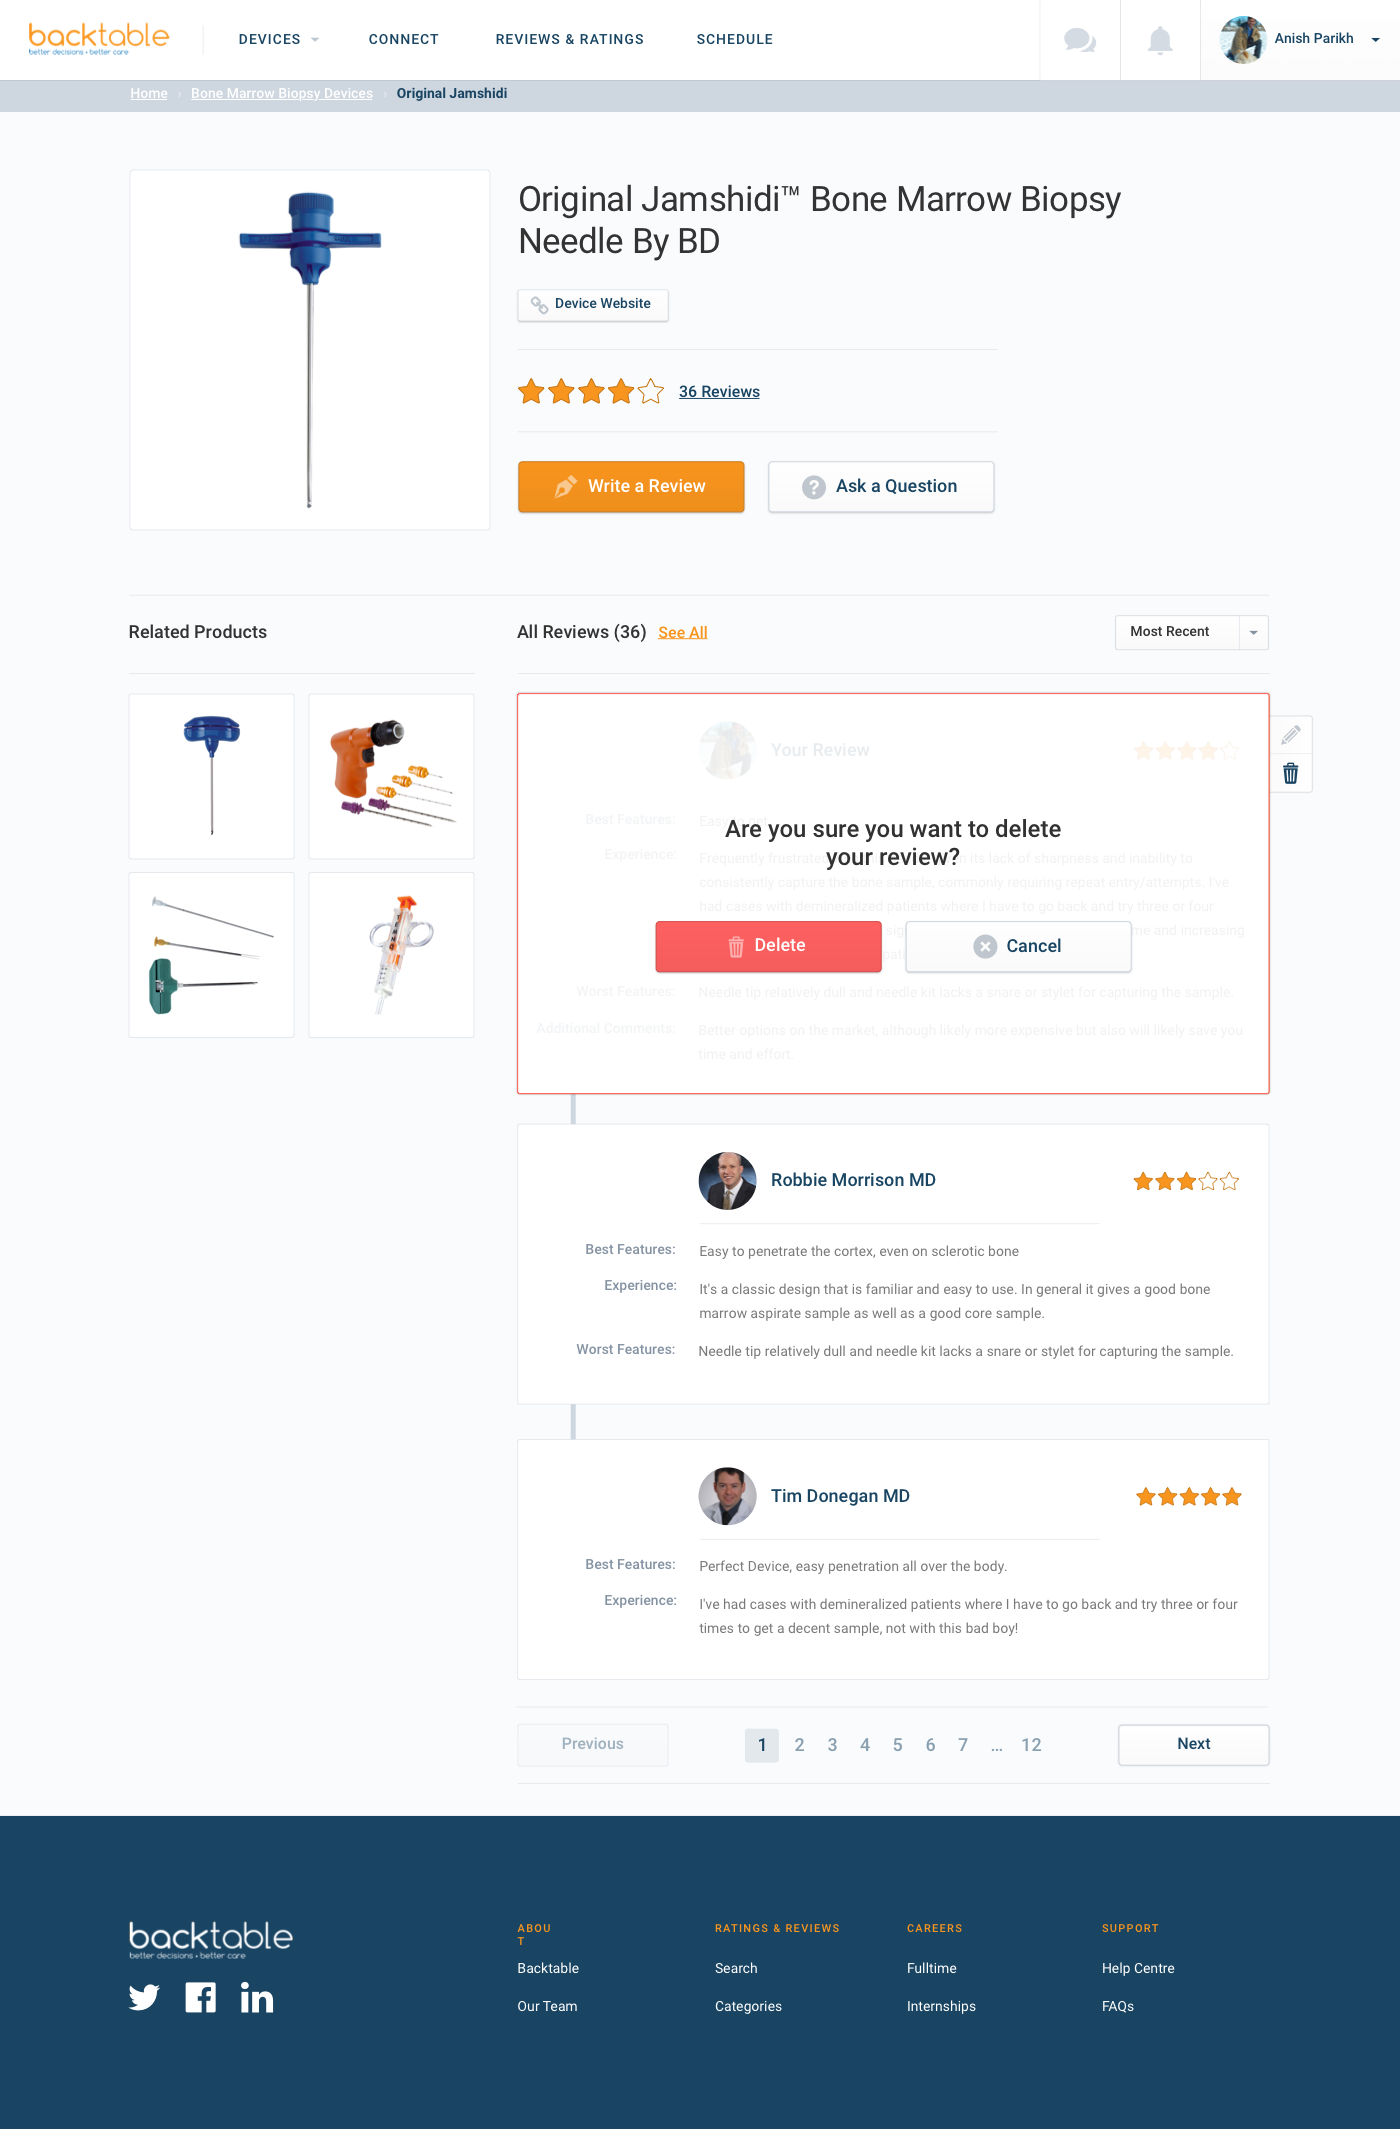 backtable
better decisions • better care
DEVICES
CONNECT
REVIEWS & RATINGS
SCHEDULE
Anish Parikh
Home › Bone Marrow Biopsy Devices › Original Jamshidi
Original Jamshidi™ Bone Marrow Biopsy
Needle By BD
Device Website
36 Reviews
Write a Review
Ask a Question
Related Products
All Reviews (36) See All
Most Recent
Your Review
Best Features: Easy
Are you sure you want to delete
your review?
Experience: Frequently frustrated its lack of sharpness and inability to
consistently capture the bone sample, commonly requiring repeat entry/attempts. I've
had cases with demineralized patients where I have to go back and try three or four
me and increasing
Delete
Cancel
Worst Features: Needle tip relatively dull and needle kit lacks a snare or stylet for capturing the sample
Additional Comments: Better options on the market, although likely more expensive but also will likely save you
time and effort.
Robbie Morrison MD
Best Features: Easy to penetrate the cortex, even on sclerotic bone
Experience: It's a classic design that is familiar and easy to use. In general it gives a good bone
marrow aspirate sample as well as a good core sample.
Worst Features: Needle tip relatively dull and needle kit lacks a snare or stylet for capturing the sample.
Tim Donegan MD
Best Features: Perfect Device, easy penetration all over the body.
Experience: I've had cases with demineralized patients where I have to go back and try three or four
times to get a decent sample, not with this bad boy!
Previous
1 2 3 4 5 6 7 ... 12
Next
backtable
better decisions • better care
ABOU
T
Backtable
Our Team
RATINGS & REVIEWS
Search
Categories
CAREERS
Fulltime
Internships
SUPPORT
Help Centre
FAQs